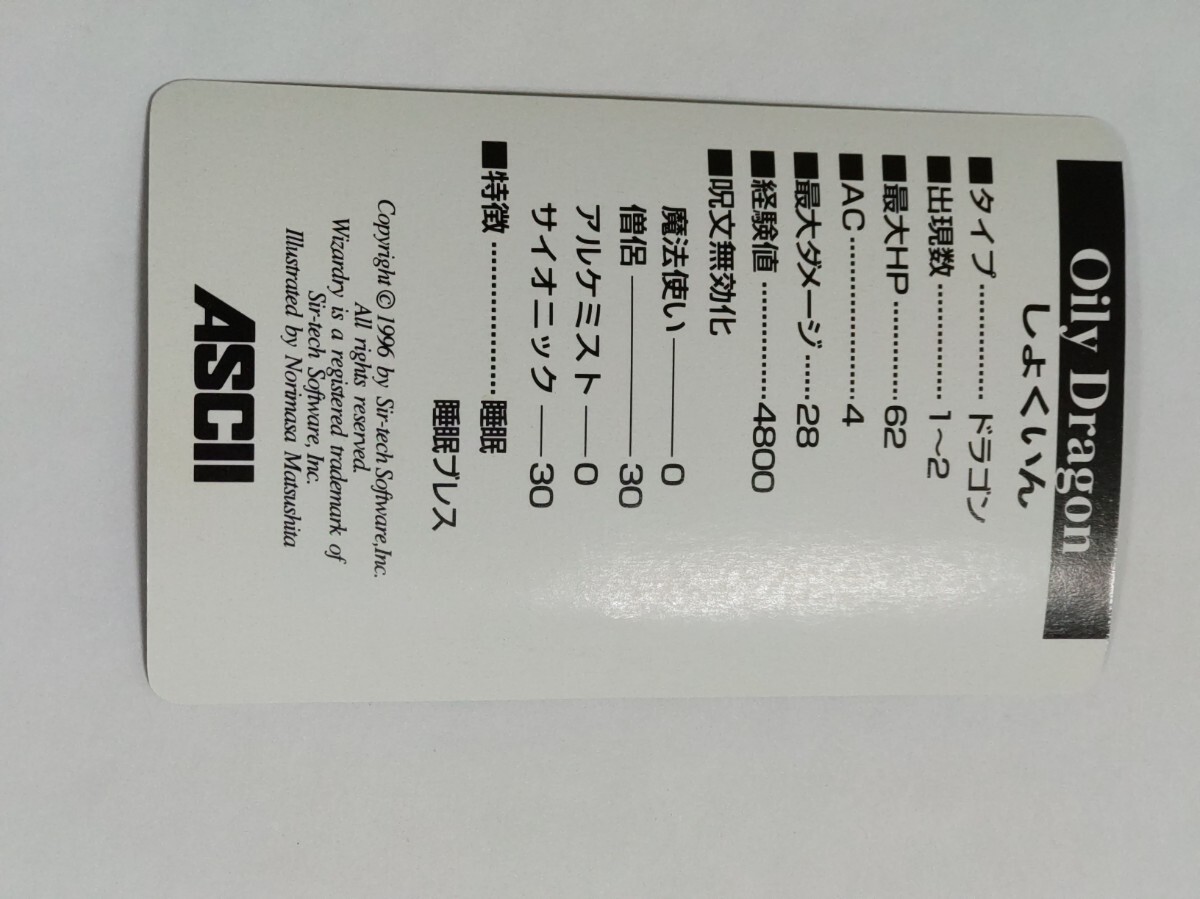 Oily Dragon
しょくいん
■タイプ…………ドラゴン
■出現数…………1~2
■最大HP…………62
■AC……………4
■最大ダメージ……28
■経験値…………4800
■呪文無効化
魔法使い――0
僧侶――30
アルケミスト―0
サイオニック―30
■特徴…………睡眠
睡眠ブレス
Copyright © 1996 by Sir-tech Software,Inc.
All rights reserved.
Wizardry is a registered trademark of
Sir-tech Software, Inc.
Illustrated by Norimasa Matsushita
ASCII